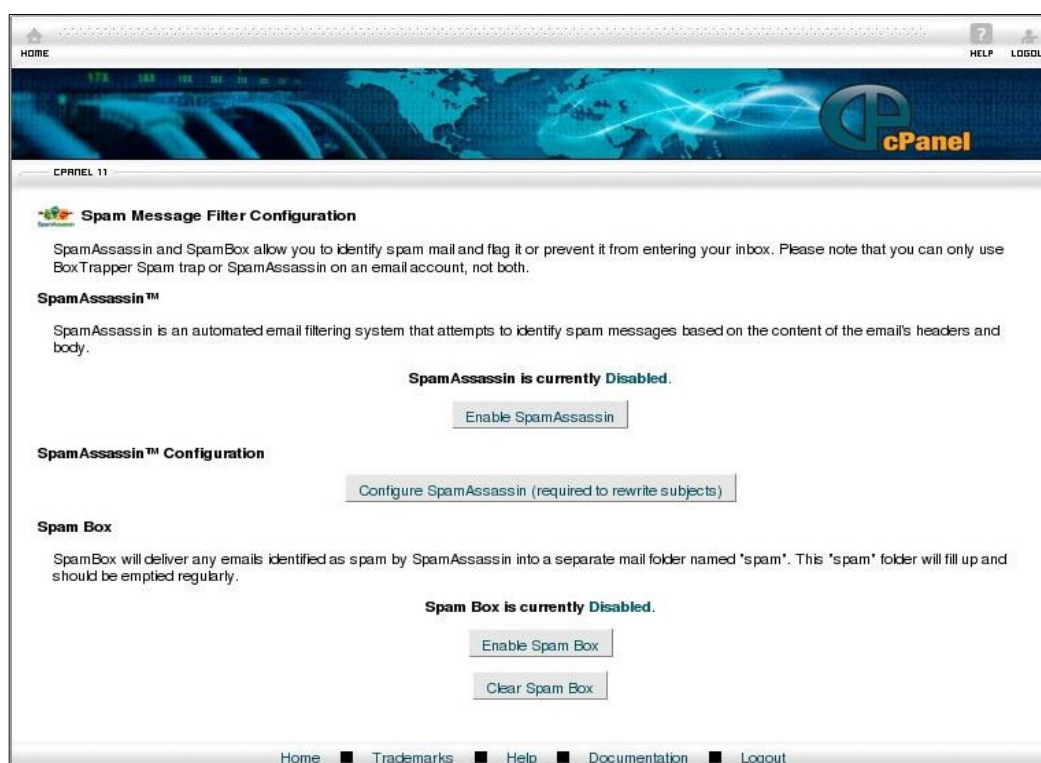 HOME
HELP LOGOU
178 188 198
CPanel
CPANEL 11
Spam Message Filter Configuration
SpamAssassin and SpamBox allow you to identify spam mail and flag it or prevent it from entering your inbox. Please note that you can only use
BoxTrapper Spam trap or SpamAssassin on an email account, not both.
SpamAssassin™
SpamAssassin is an automated email filtering system that attempts to identify spam messages based on the content of the email's headers and
body.
SpamAssassin is currently Disabled.
Enable SpamAssassin
SpamAssassin™ Configuration
Configure SpamAssassin (required to rewrite subjects)
Spam Box
SpamBox will deliver any emails identified as spam by SpamAssassin into a separate mail folder named "spam". This "spam" folder will fill up and
should be emptied regularly.
Spam Box is currently Disabled.
Enable Spam Box
Clear Spam Box
Home ■ Trademarks ■ Help ■ Documentation ■ Logout